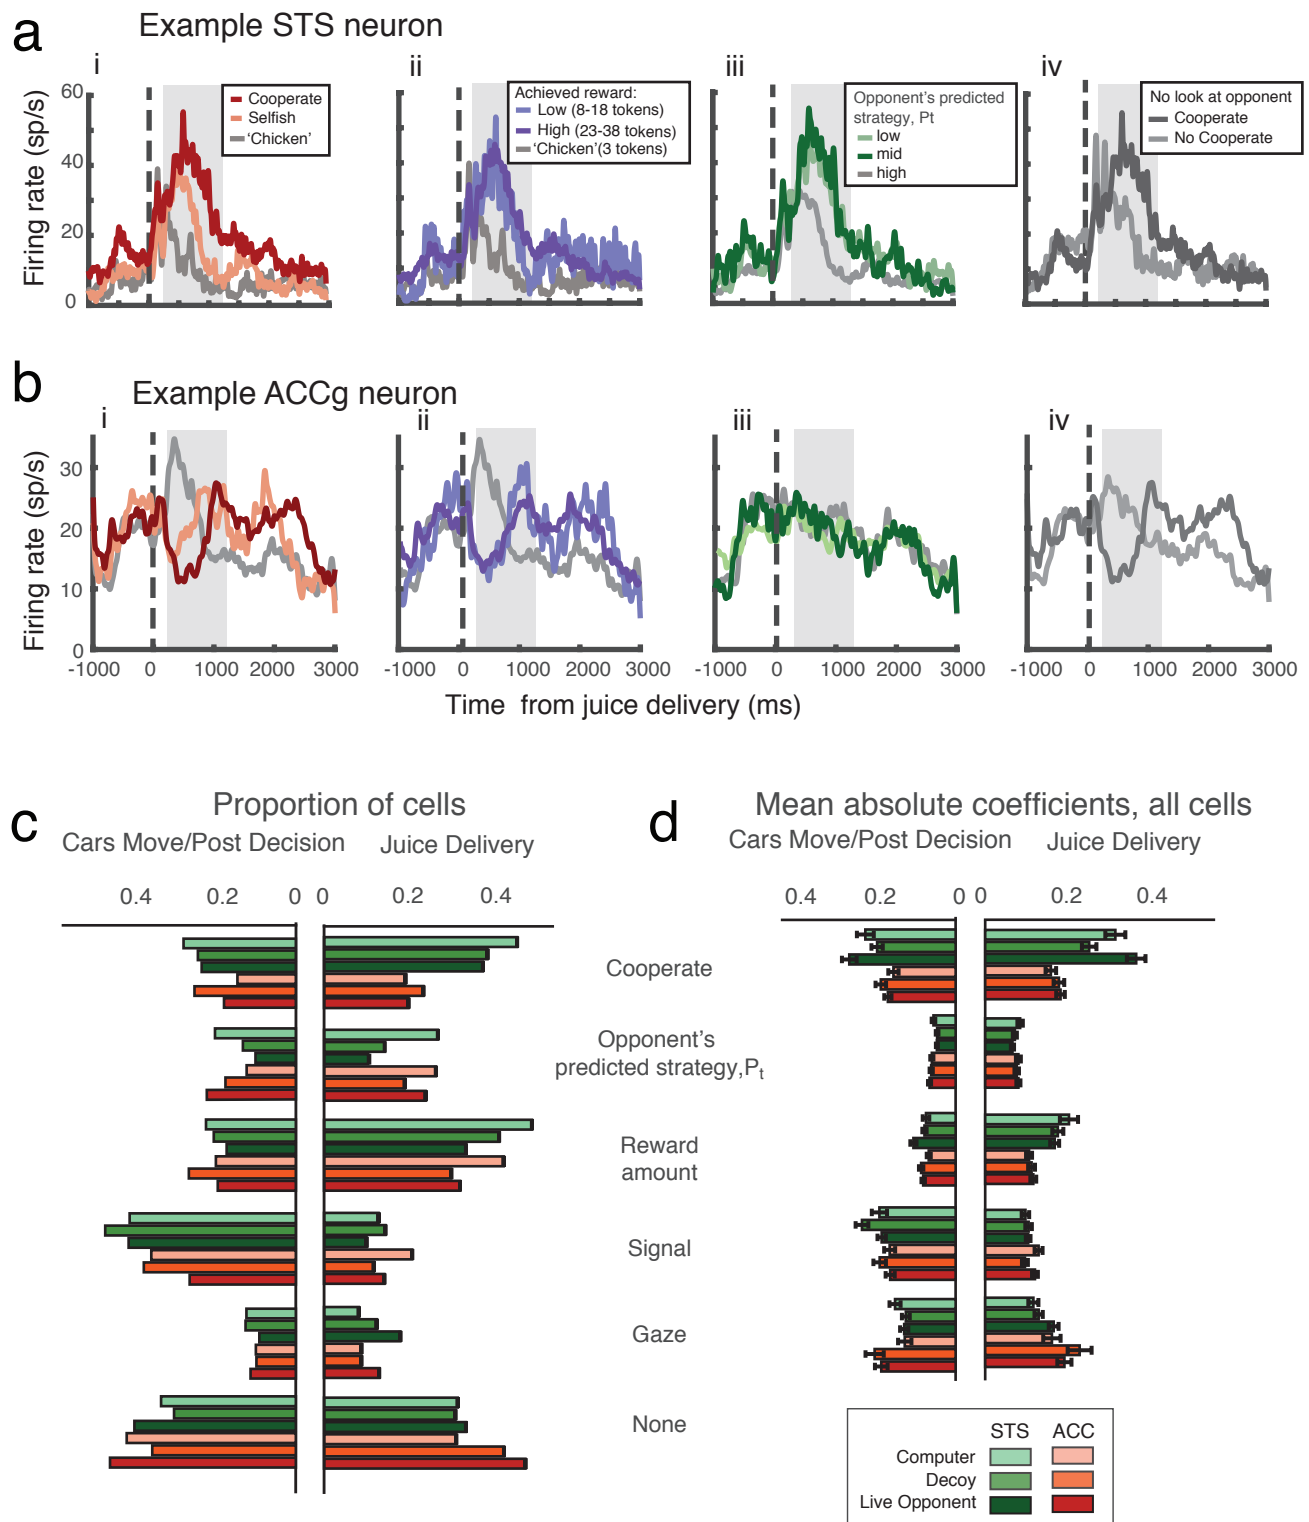 a
Example STS neuron
i
ii
iii
iv
Firing rate (sp/s)
60
40
20
0
Cooperate
Selfish
‘Chicken’
Achieved reward:
Low (8-18 tokens)
High (23-38 tokens)
‘Chicken’(3 tokens)
Opponent's predicted
strategy, Pt
low
mid
high
No look at opponent
Cooperate
No Cooperate
b
Example ACCg neuron
i
ii
iii
iv
Firing rate (sp/s)
30
20
10
0
-1000 0 1000 2000 3000
-1000 0 1000 2000 3000
-1000 0 1000 2000 3000
-1000 0 1000 2000 3000
Time from juice delivery (ms)
c
Proportion of cells
Cars Move/Post Decision
Juice Delivery
0.4 0.2 0
0 0.2 0.4
d
Mean absolute coefficients, all cells
Cars Move/Post Decision
Juice Delivery
0.4 0.2 0
0 0.2 0.4
Cooperate
Opponent's
predicted strategy,Pt
Reward
amount
Signal
Gaze
None
STS ACC
Computer
Decoy
Live Opponent